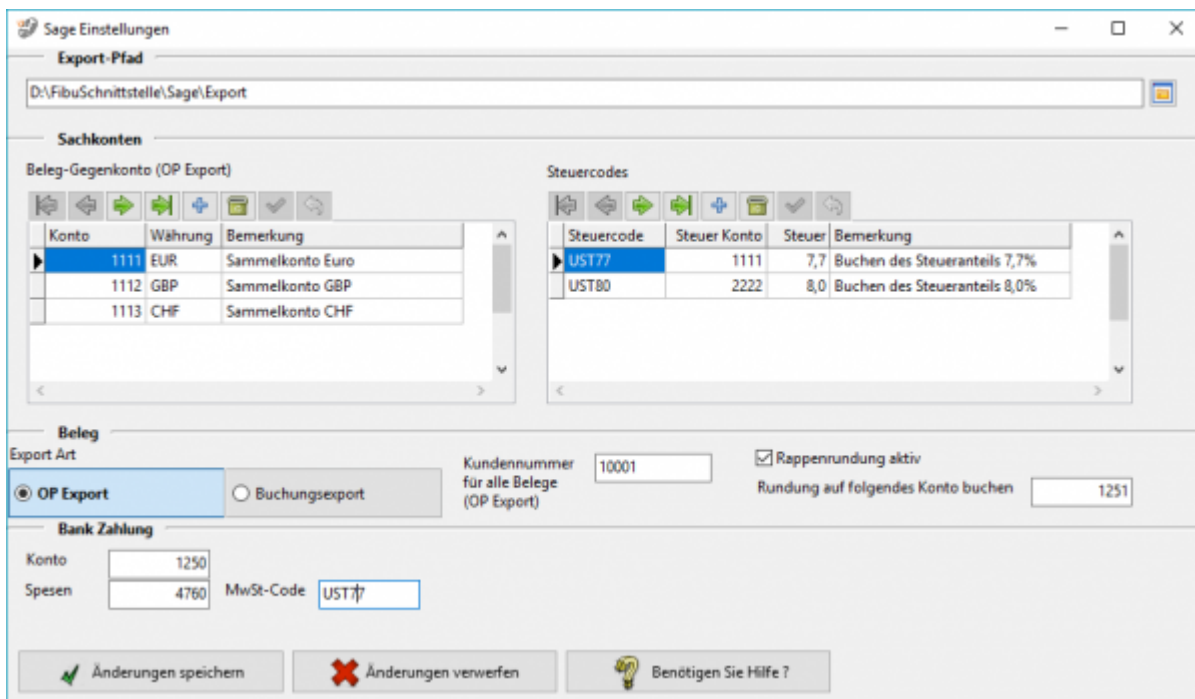 Sage Einstellungen
Export-Pfad
D:\FibuSchnittstelle\Sage\Export
Sachkonten
Beleg-Gegenkonto (OP Export)
Konto Währung Bemerkung
1111 EUR Sammelkonto Euro
1112 GBP Sammelkonto GBP
1113 CHF Sammelkonto CHF
Steuercodes
Steuercode Steuer Konto Steuer Bemerkung
UST77 1111 7,7 Buchen des Steueranteils 7,7%
UST80 2222 8,0 Buchen des Steueranteils 8,0%
Beleg
Export Art
OP Export Buchungsexport
Kundennummer
für alle Belege
(OP Export)
10001
Rappenrundung aktiv
Rundung auf folgendes Konto buchen 1251
Bank Zahlung
Konto 1250
Spesen 4760 MwSt-Code UST77
Änderungen speichern Änderungen verwerfen Benötigen Sie Hilfe ?